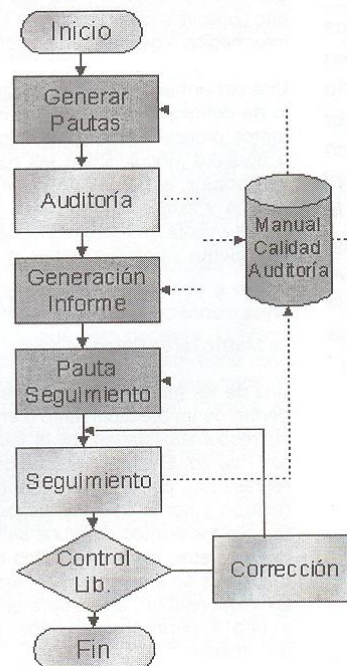 Inicio
Generar
Pautas
Auditoría
Manual
Calidad
Auditoría
Generación
Informe
Pauta
Seguimiento
Seguimiento
Control
Lib.
Corrección
Fin